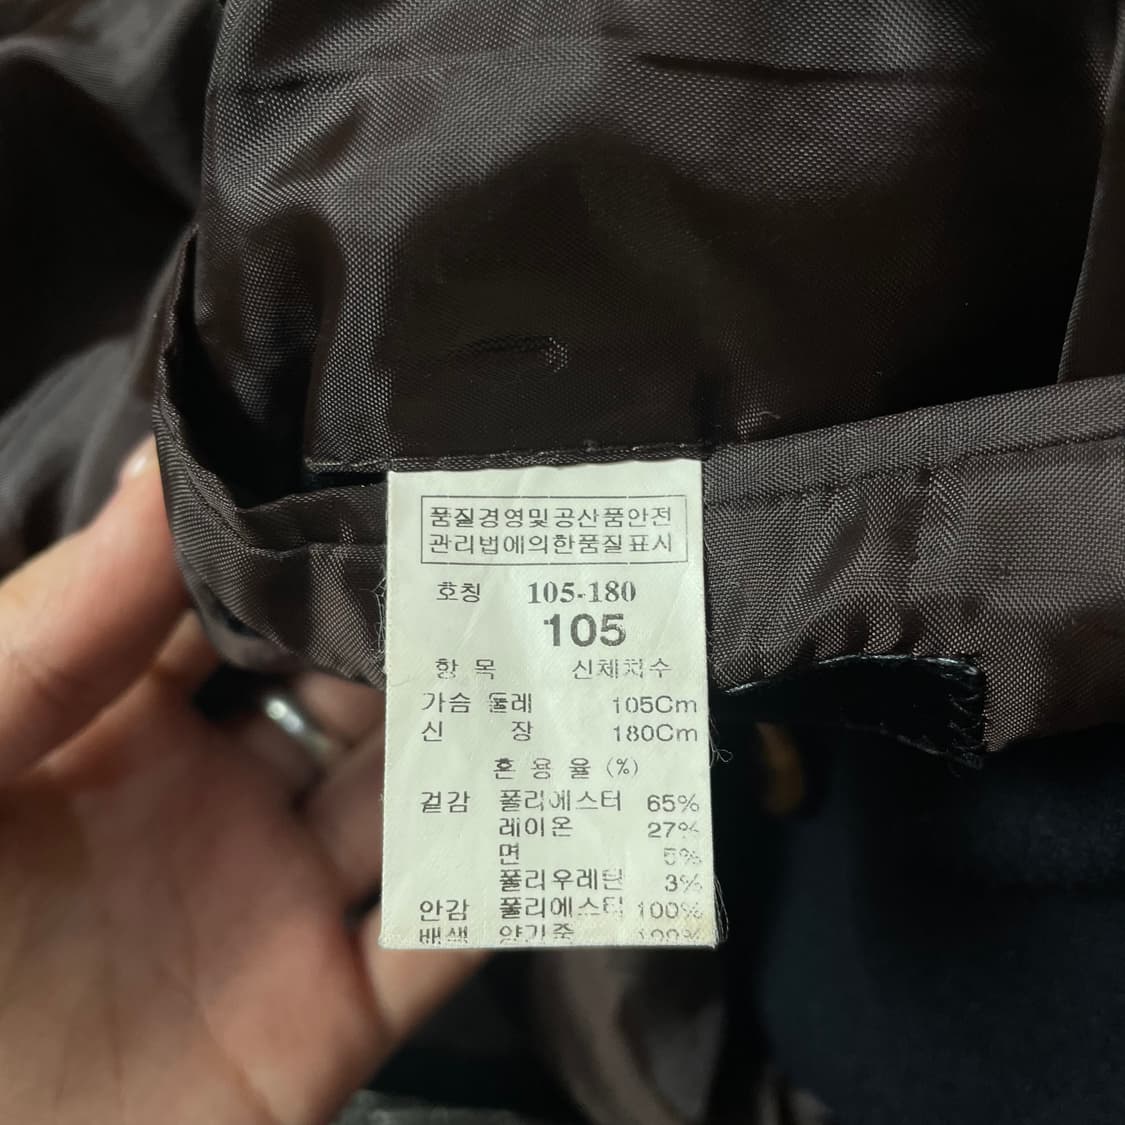 품질경영및공산품안전
관리법에의한품질표시
호칭 105-180
105
항 목 신체치수
가슴 둘레 105Cm
신 장 180Cm
혼 용 율 (%)
겉감 폴리에스터 65%
레이온 27%
면 5%
폴리우레탄 3%
안감 폴리에스터 100%
배색 100%